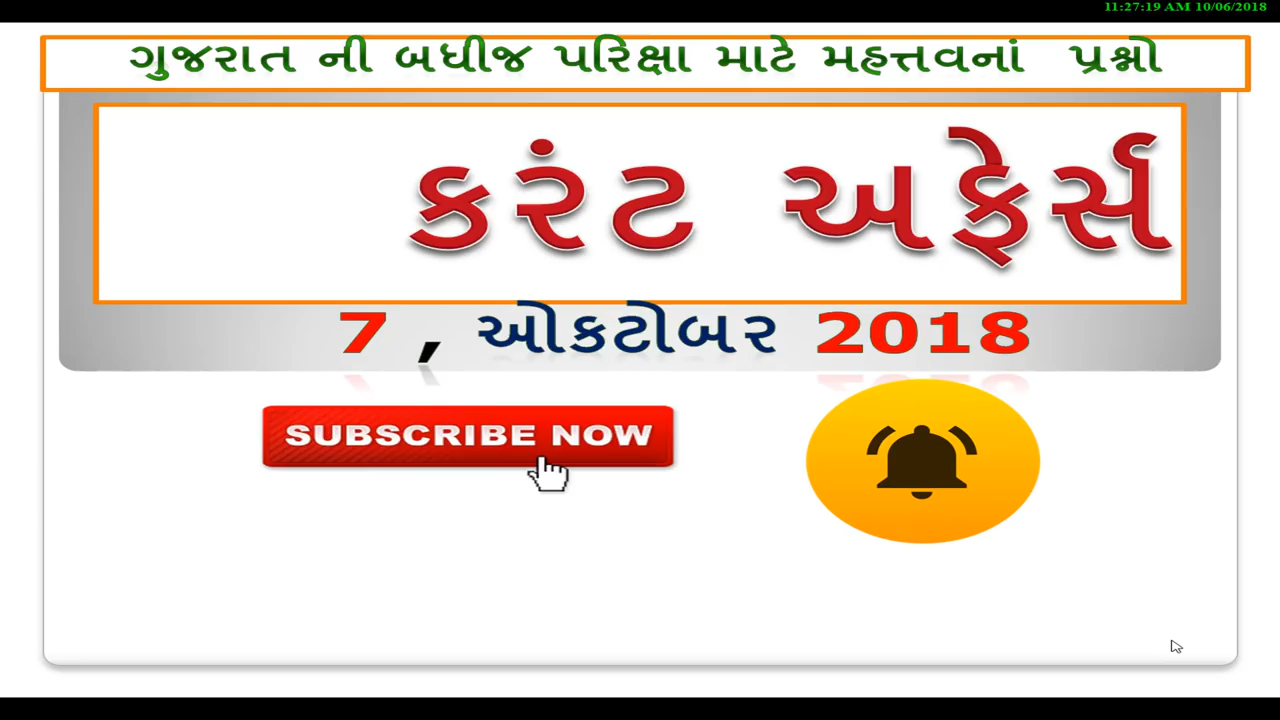 11:27:19 AM 10/06/2018
ગુજરાત ની બધીજ પરિક્ષા માટે મહત્તવનાં પ્રશ્નો
કરંટ અફેર્સ
7 , ઓકટોબર 2018
SUBSCRIBE NOW